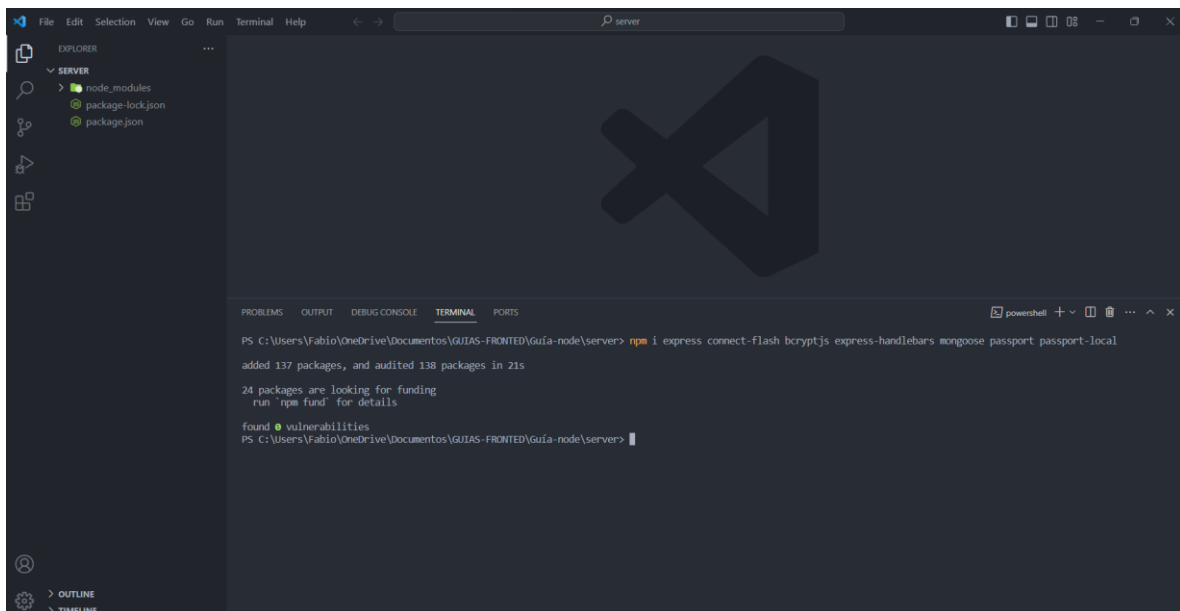 File Edit Selection View Go Run Terminal Help
server
EXPLORER
SERVER
node_modules
package-lock.json
package.json
PROBLEMS OUTPUT DEBUG CONSOLE TERMINAL PORTS
powershell
PS C:\Users\Fabio\OneDrive\Documentos\GUIAS-FRONTED\Guía-node\server> npm i express connect-flash bcryptjs express-handlebars mongoose passport passport-local
added 137 packages, and audited 138 packages in 21s
24 packages are looking for funding
run `npm fund` for details
found 0 vulnerabilities
PS C:\Users\Fabio\OneDrive\Documentos\GUIAS-FRONTED\Guía-node\server>
OUTLINE
TIMELINE